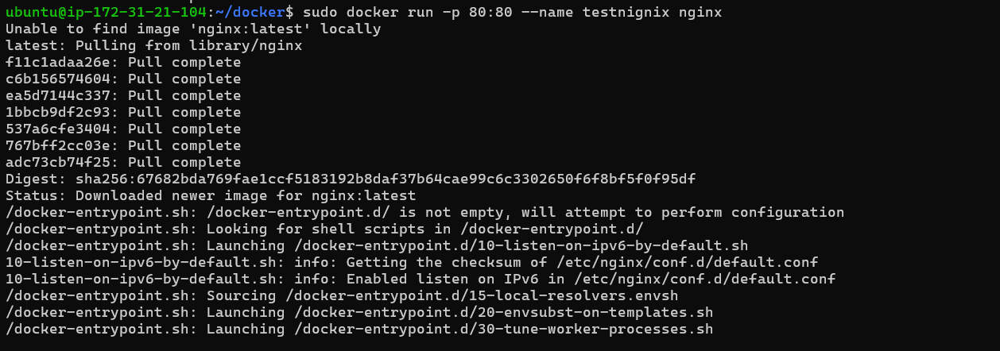 ubuntu@ip-172-31-21-104:~/docker$ sudo docker run -p 80:80 --name testnignix nginx
Unable to find image 'nginx:latest' locally
latest: Pulling from library/nginx
f11c1adaa26e: Pull complete
c6b156574604: Pull complete
ea5d7144c337: Pull complete
1bbcb9df2c93: Pull complete
537a6cfe3404: Pull complete
767bff2cc03e: Pull complete
adc73cb74f25: Pull complete
Digest: sha256:67682bda769fae1ccf5183192b8daf37b64cae99c6c3302650f6f8bf5f0f95df
Status: Downloaded newer image for nginx:latest
/docker-entrypoint.sh: /docker-entrypoint.d/ is not empty, will attempt to perform configuration
/docker-entrypoint.sh: Looking for shell scripts in /docker-entrypoint.d/
/docker-entrypoint.sh: Launching /docker-entrypoint.d/10-listen-on-ipv6-by-default.sh
10-listen-on-ipv6-by-default.sh: info: Getting the checksum of /etc/nginx/conf.d/default.conf
10-listen-on-ipv6-by-default.sh: info: Enabled listen on IPv6 in /etc/nginx/conf.d/default.conf
/docker-entrypoint.sh: Sourcing /docker-entrypoint.d/15-local-resolvers.envsh
/docker-entrypoint.sh: Launching /docker-entrypoint.d/20-envsubst-on-templates.sh
/docker-entrypoint.sh: Launching /docker-entrypoint.d/30-tune-worker-processes.sh